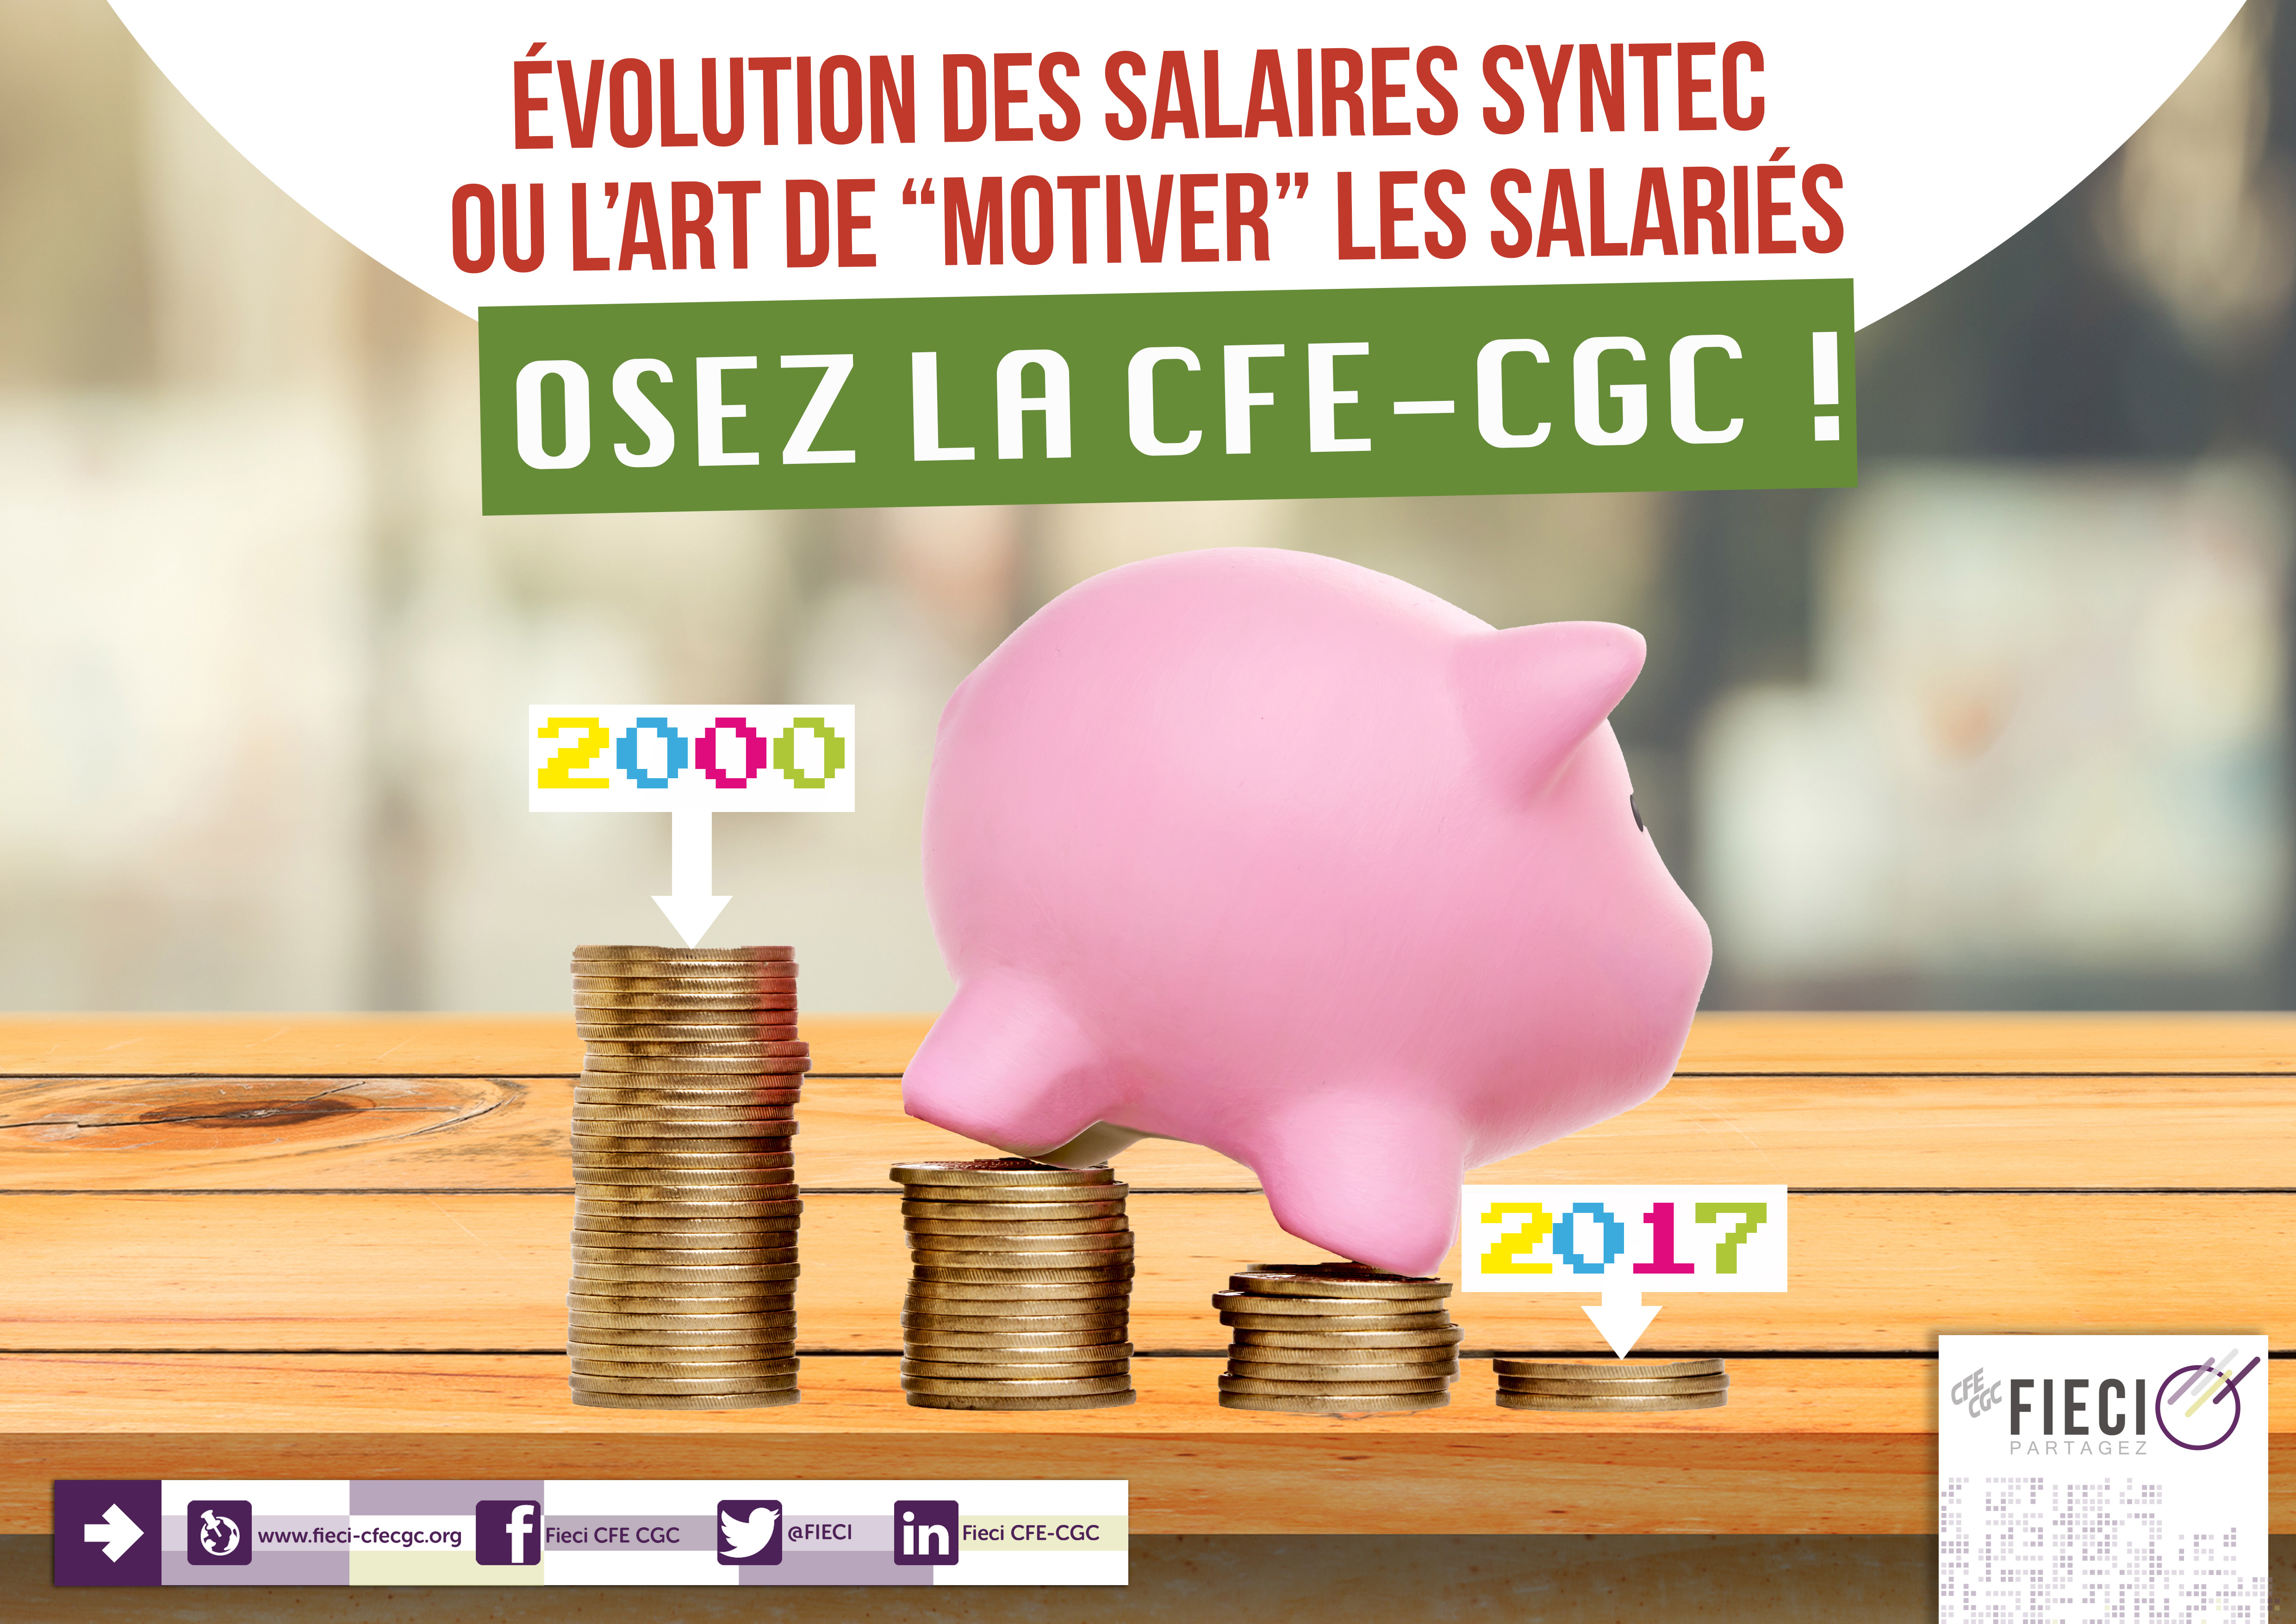 ÉVOLUTION DES SALAIRES SYNTEC
OU L'ART DE “MOTIVER” LES SALARIÉS
OSEZ LA CFE-CGC !
2000
2017
CFE
CGC
FIECI
PARTAGEZ
www.fieci-cfecgc.org
Fieci CFE CGC
@FIECI
Fieci CFE-CGC